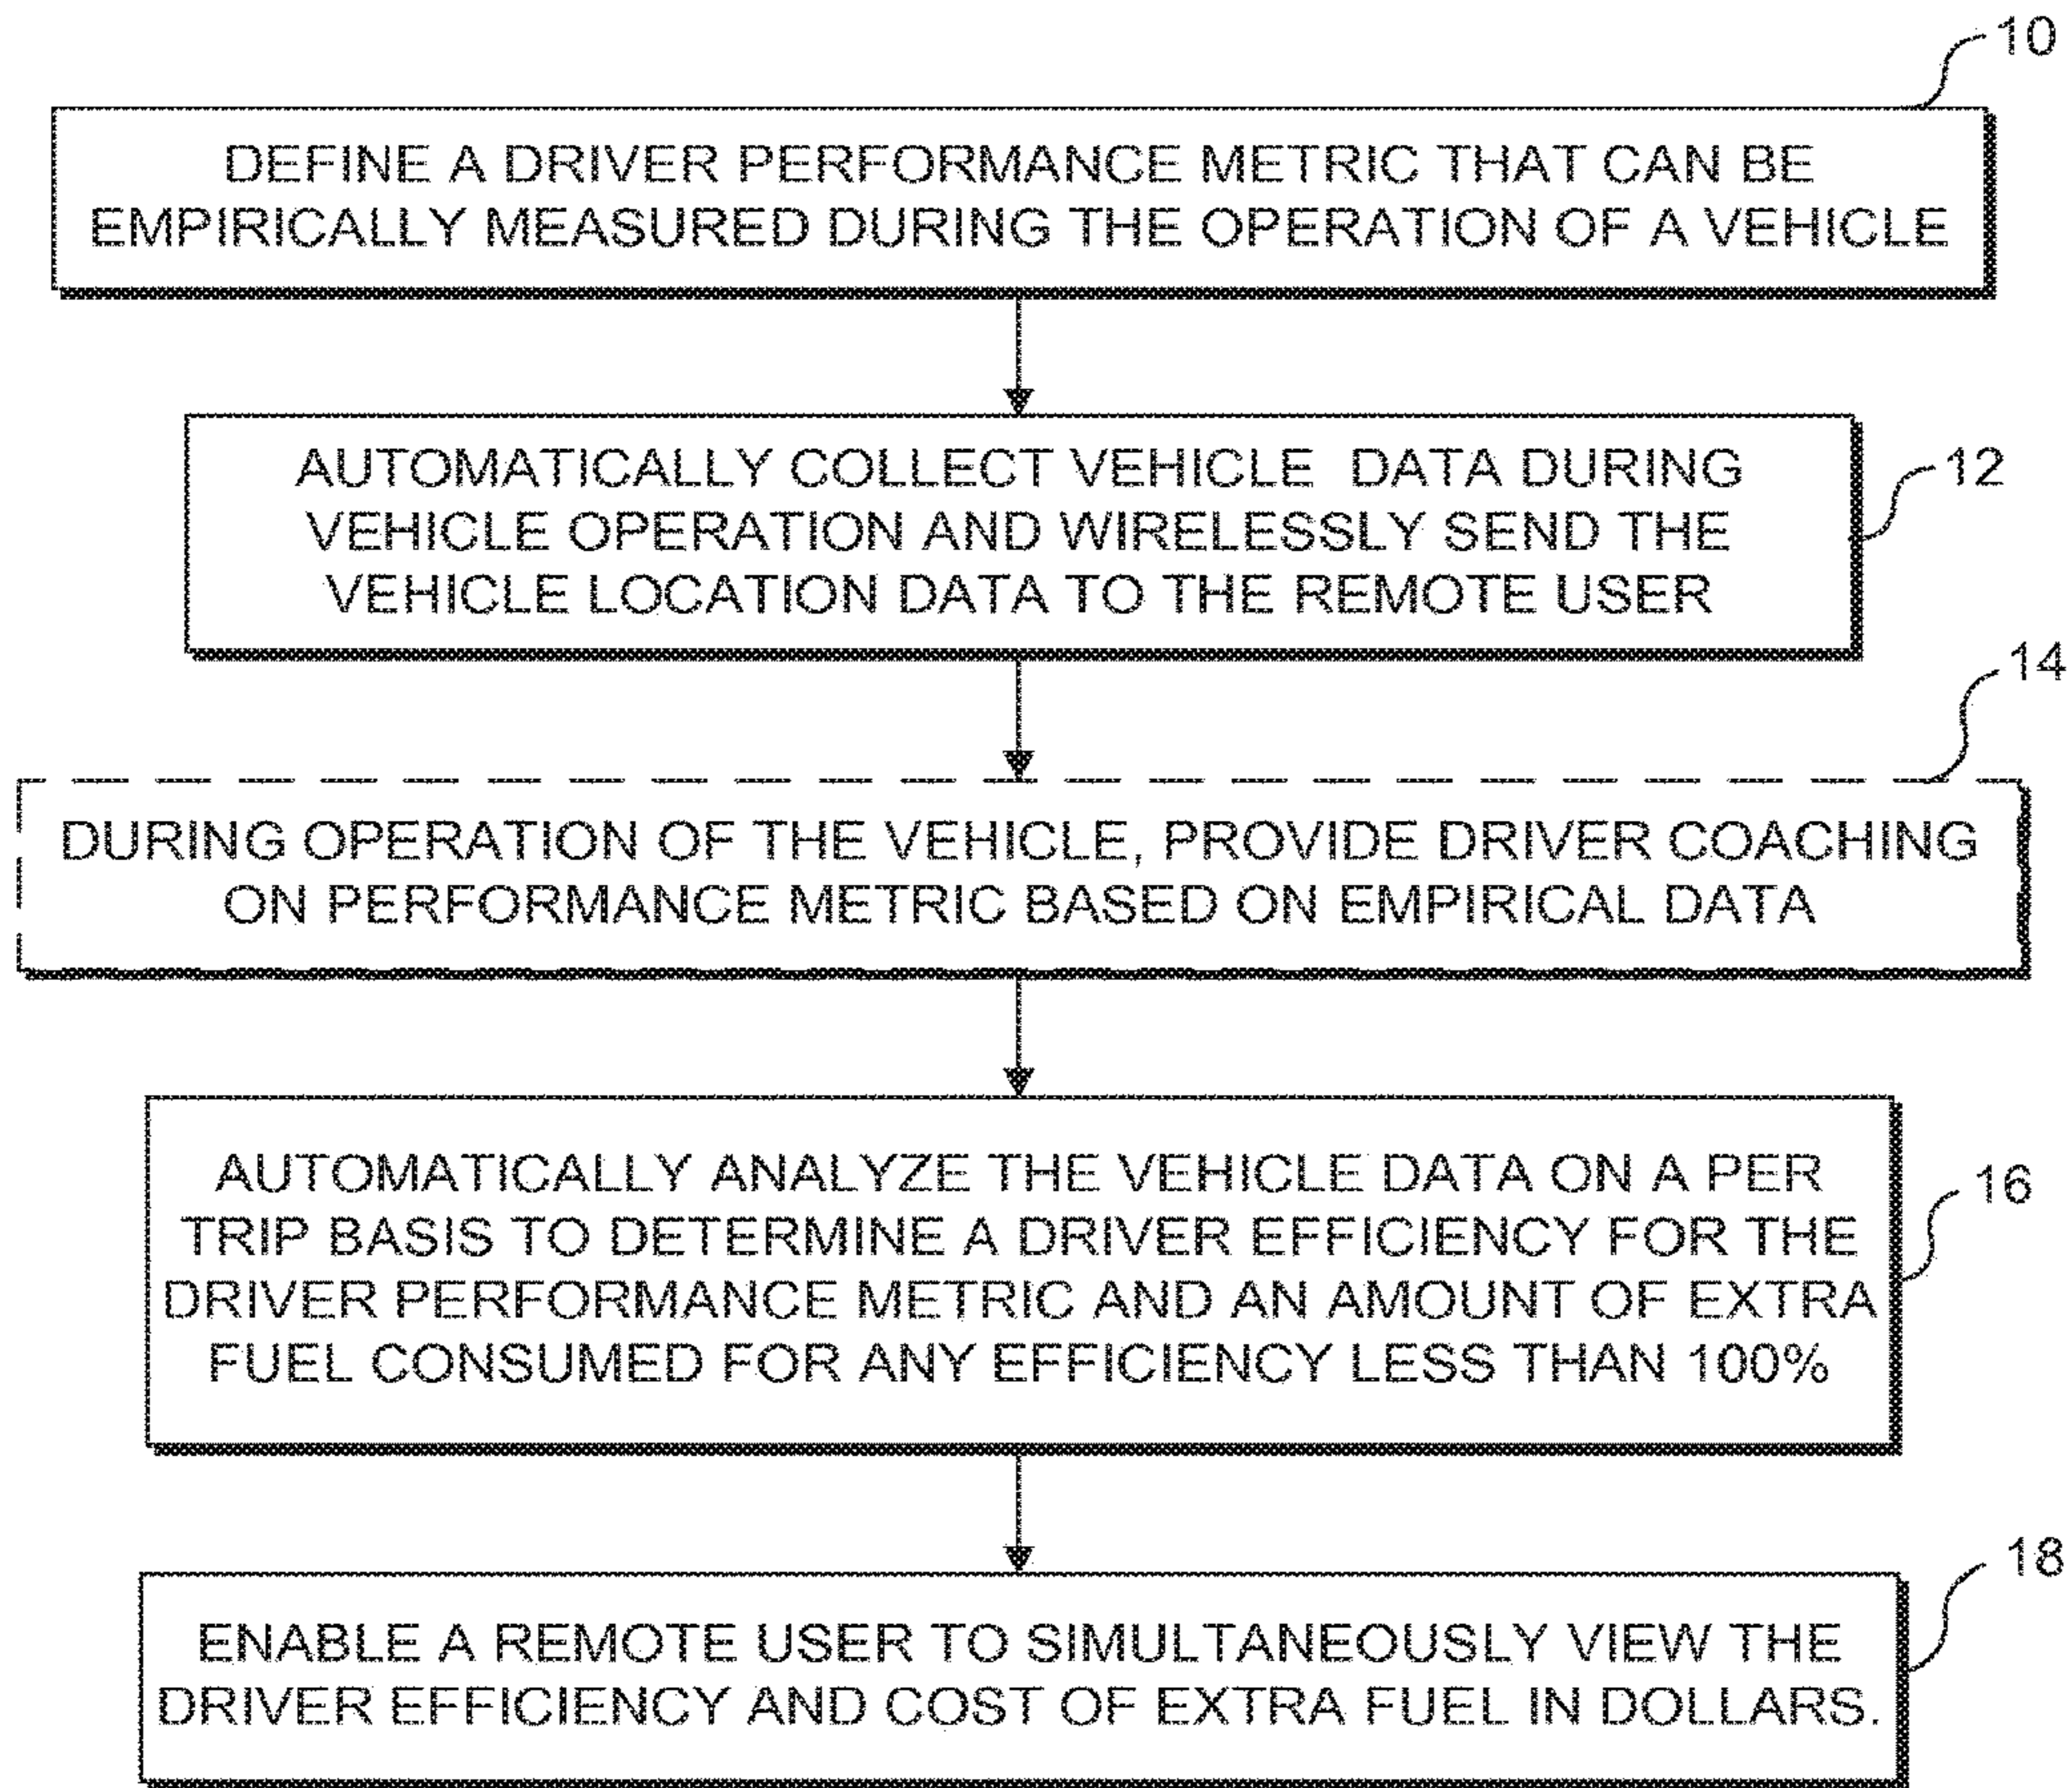 10
DEFINE A DRIVER PERFORMANCE METRIC THAT CAN BE
EMPIRICALLY MEASURED DURING THE OPERATION OF A VEHICLE
12
AUTOMATICALLY COLLECT VEHICLE DATA DURING
VEHICLE OPERATION AND WIRELESSLY SEND THE
VEHICLE LOCATION DATA TO THE REMOTE USER
14
DURING OPERATION OF THE VEHICLE, PROVIDE DRIVER COACHING
ON PERFORMANCE METRIC BASED ON EMPIRICAL DATA
16
AUTOMATICALLY ANALYZE THE VEHICLE DATA ON A PER
TRIP BASIS TO DETERMINE A DRIVER EFFICIENCY FOR THE
DRIVER PERFORMANCE METRIC AND AN AMOUNT OF EXTRA
FUEL CONSUMED FOR ANY EFFICIENCY LESS THAN 100%
18
ENABLE A REMOTE USER TO SIMULTANEOUSLY VIEW THE
DRIVER EFFICIENCY AND COST OF EXTRA FUEL IN DOLLARS.